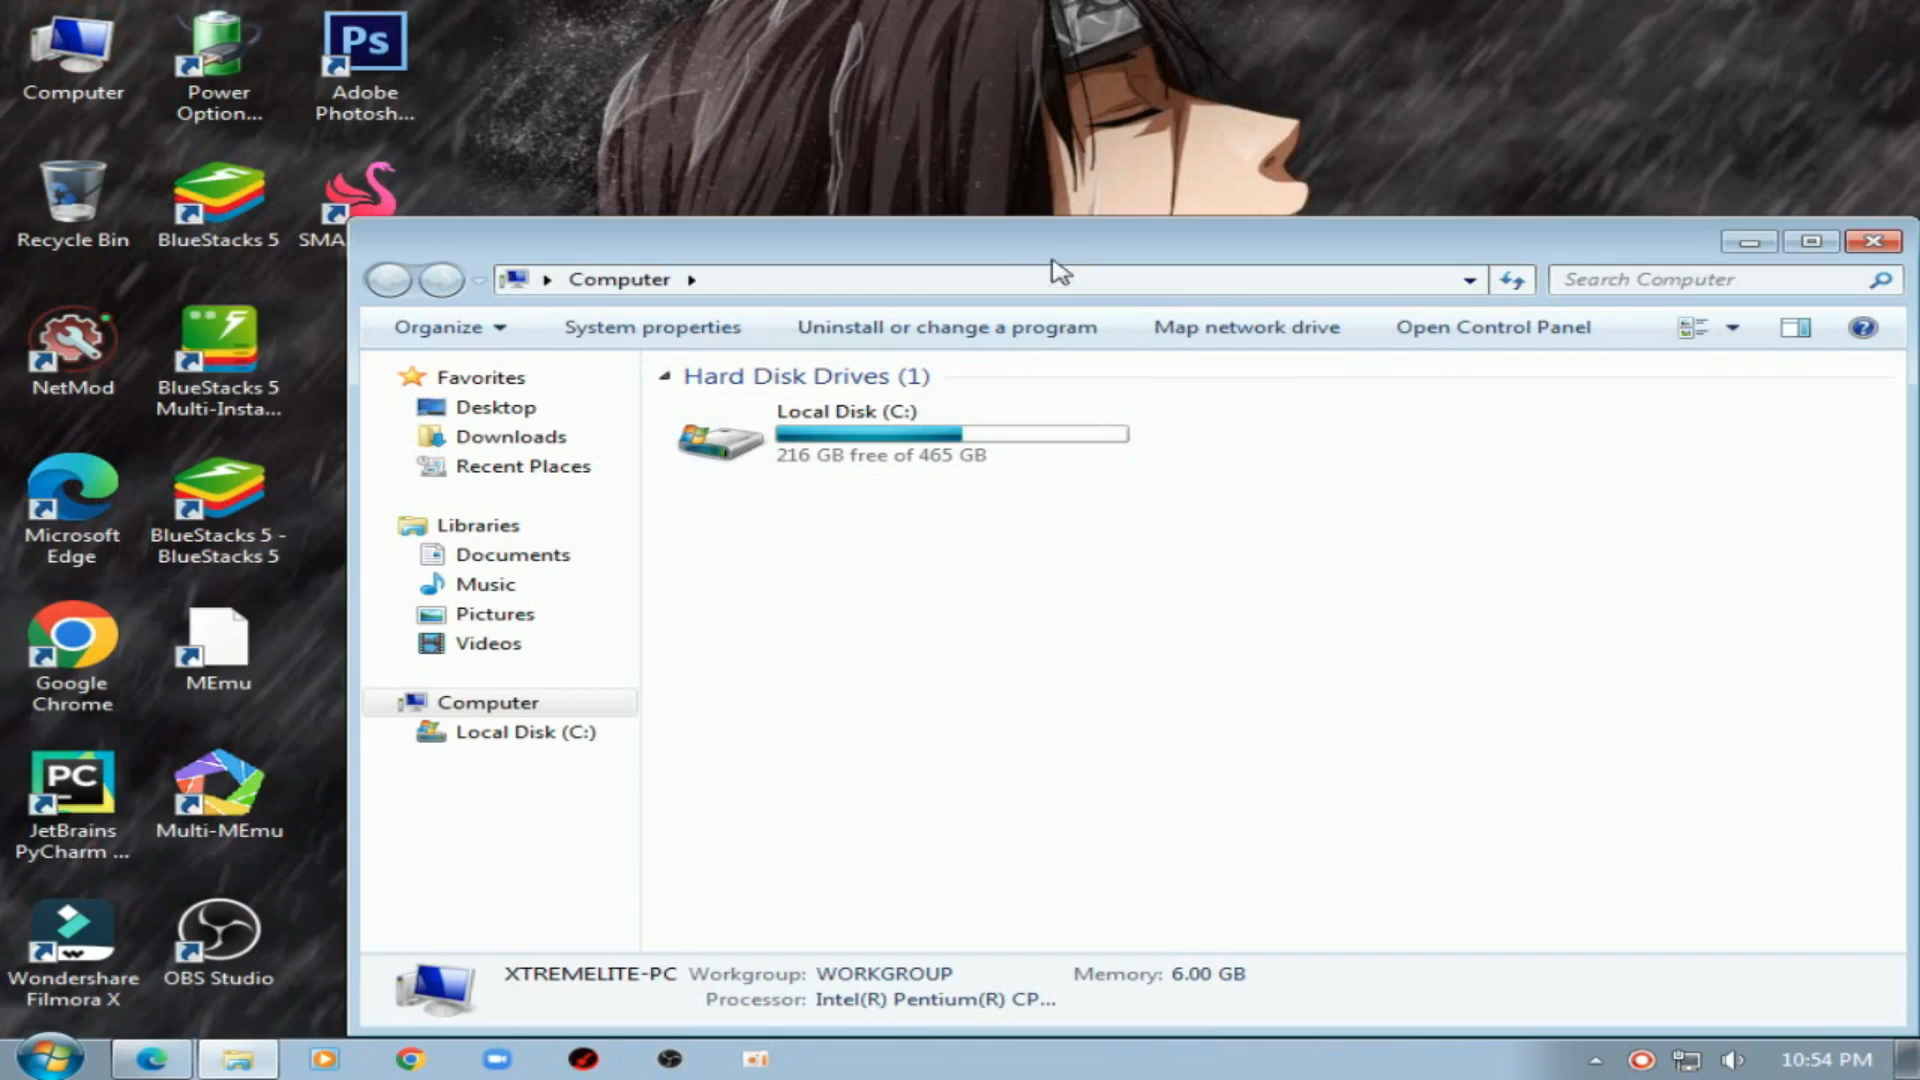 Computer
Power
Option...
Ps
Adobe
Photosh...
Recycle Bin
BlueStacks 5
SMA
NetMod
BlueStacks 5
Multi-Insta...
Microsoft
Edge
BlueStacks 5 -
BlueStacks 5
Google
Chrome
MEmu
PC
JetBrains
PyCharm ...
Multi-MEmu
Wondershare
Filmora X
OBS Studio
Computer
Search Computer
Organize
System properties
Uninstall or change a program
Map network drive
Open Control Panel
Favorites
Desktop
Downloads
Recent Places
Libraries
Documents
Music
Pictures
Videos
Computer
Local Disk (C:)
Hard Disk Drives (1)
Local Disk (C:)
216 GB free of 465 GB
XTREMELITE-PC Workgroup: WORKGROUP Memory: 6.00 GB
Processor: Intel(R) Pentium(R) CP...
10:54 PM